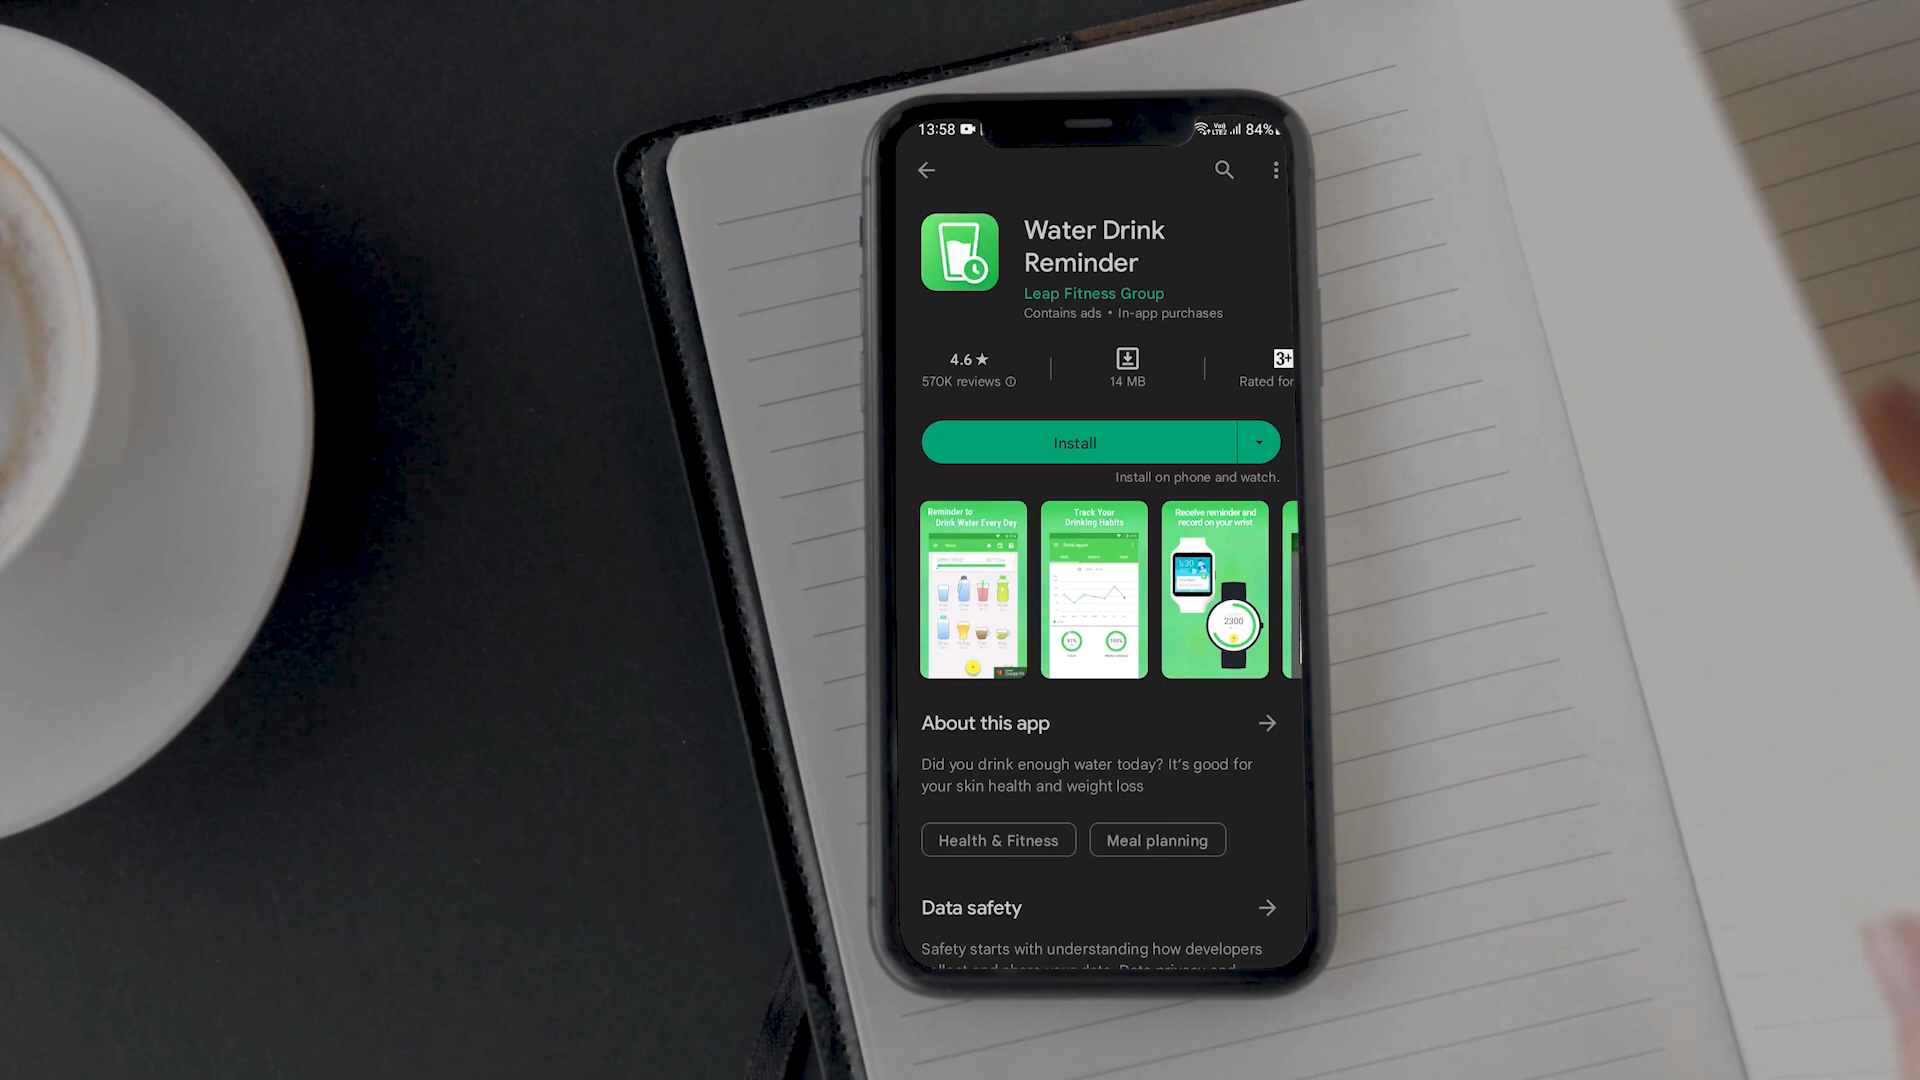 13:58
84%
Water Drink
Reminder
Leap Fitness Group
Contains ads • In-app purchases
4.6 ★
570K reviews
14 MB
3+
Rated for
Install
Install on phone and watch.
Reminder to
Drink Water Every Day
Track Your
Drinking Habits
Receive reminder and
record on your wrist
5:30
2300
About this app
Did you drink enough water today? It's good for
your skin health and weight loss
Health & Fitness
Meal planning
Data safety
Safety starts with understanding how developers